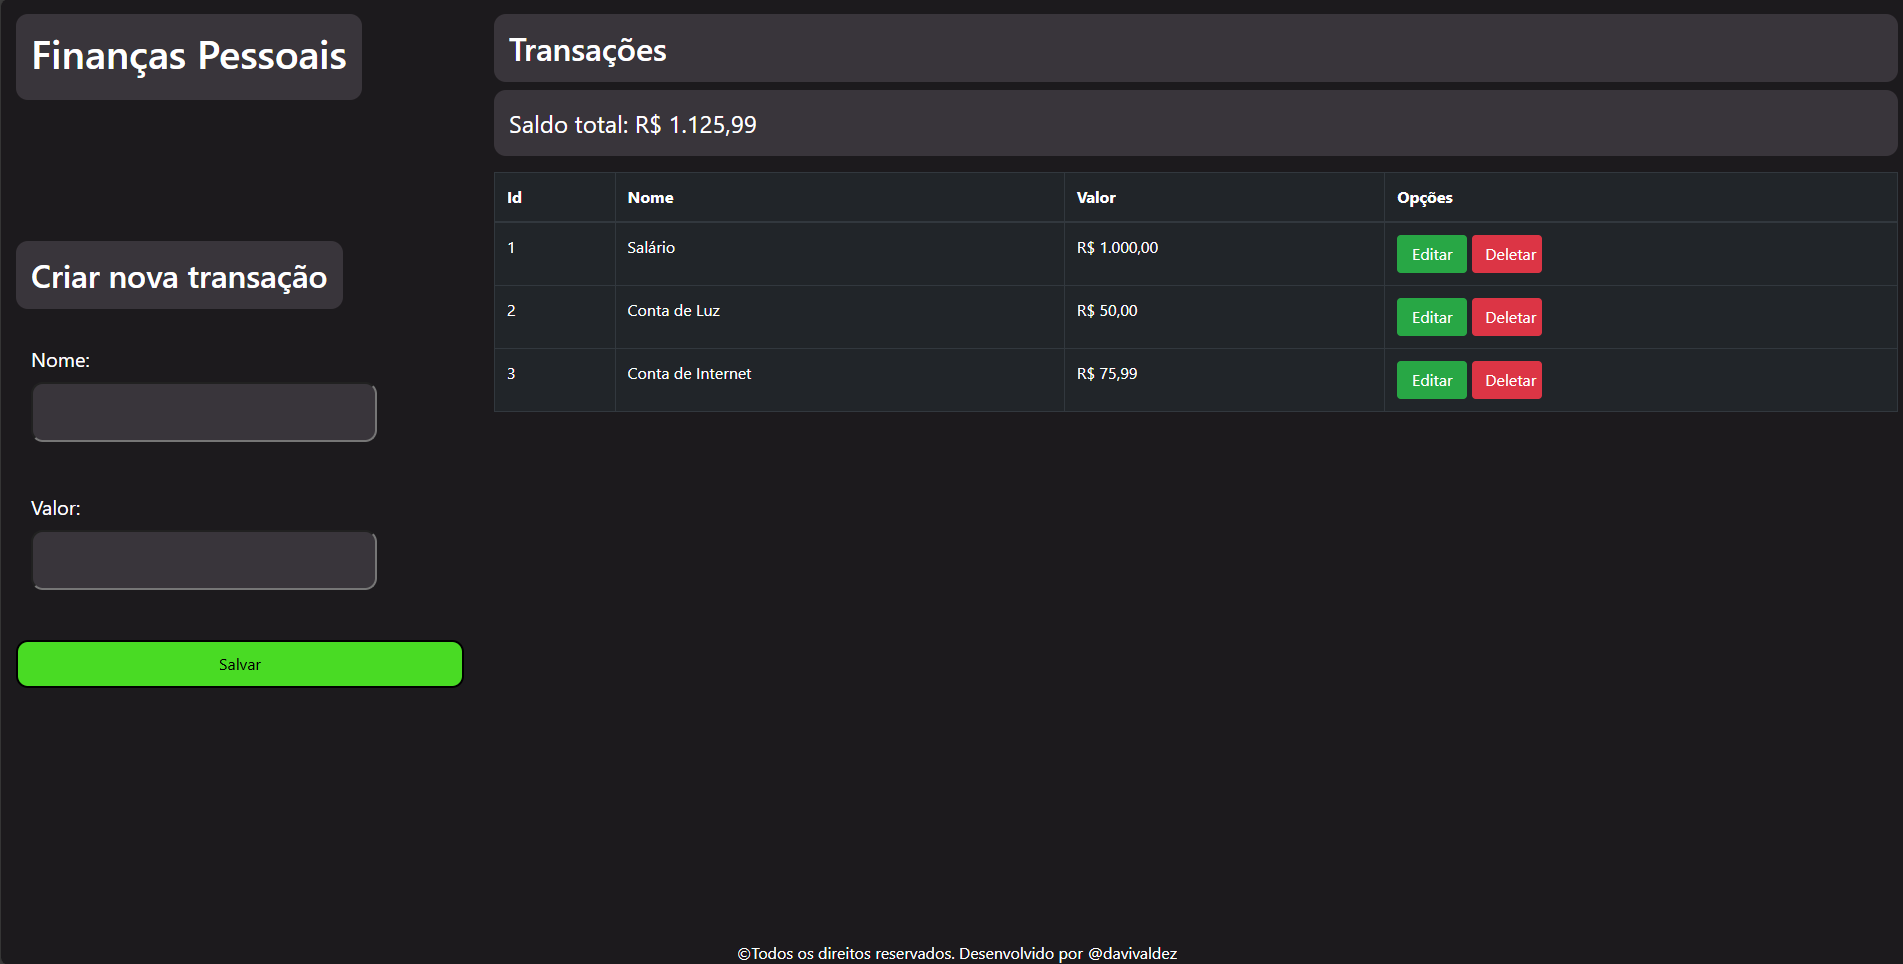 Finanças Pessoais
Criar nova transação
Nome:
Valor:
Salvar
Transações
Saldo total: R$ 1.125,99
Id Nome Valor Opções
1 Salário R$ 1.000,00 Editar Deletar
2 Conta de Luz R$ 50,00 Editar Deletar
3 Conta de Internet R$ 75,99 Editar Deletar
©Todos os direitos reservados. Desenvolvido por @davivaldez